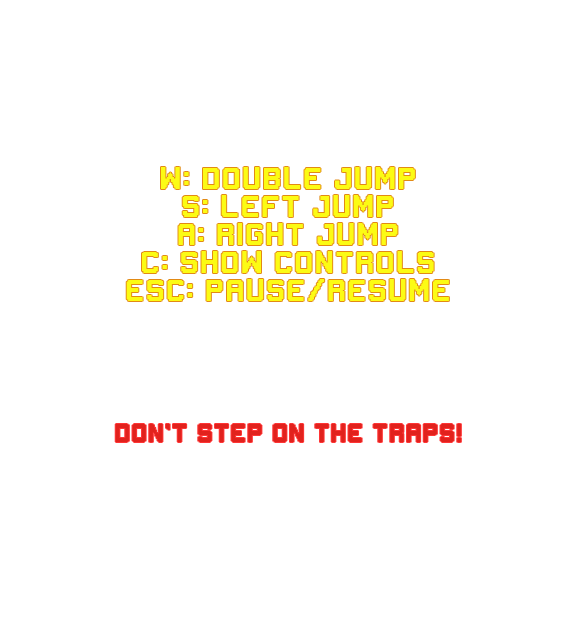 W: DOUBLE JUMP
S: LEFT JUMP
A: RIGHT JUMP
C: SHOW CONTROLS
ESC: PAUSE/RESUME
DON'T STEP ON THE TRAPS!